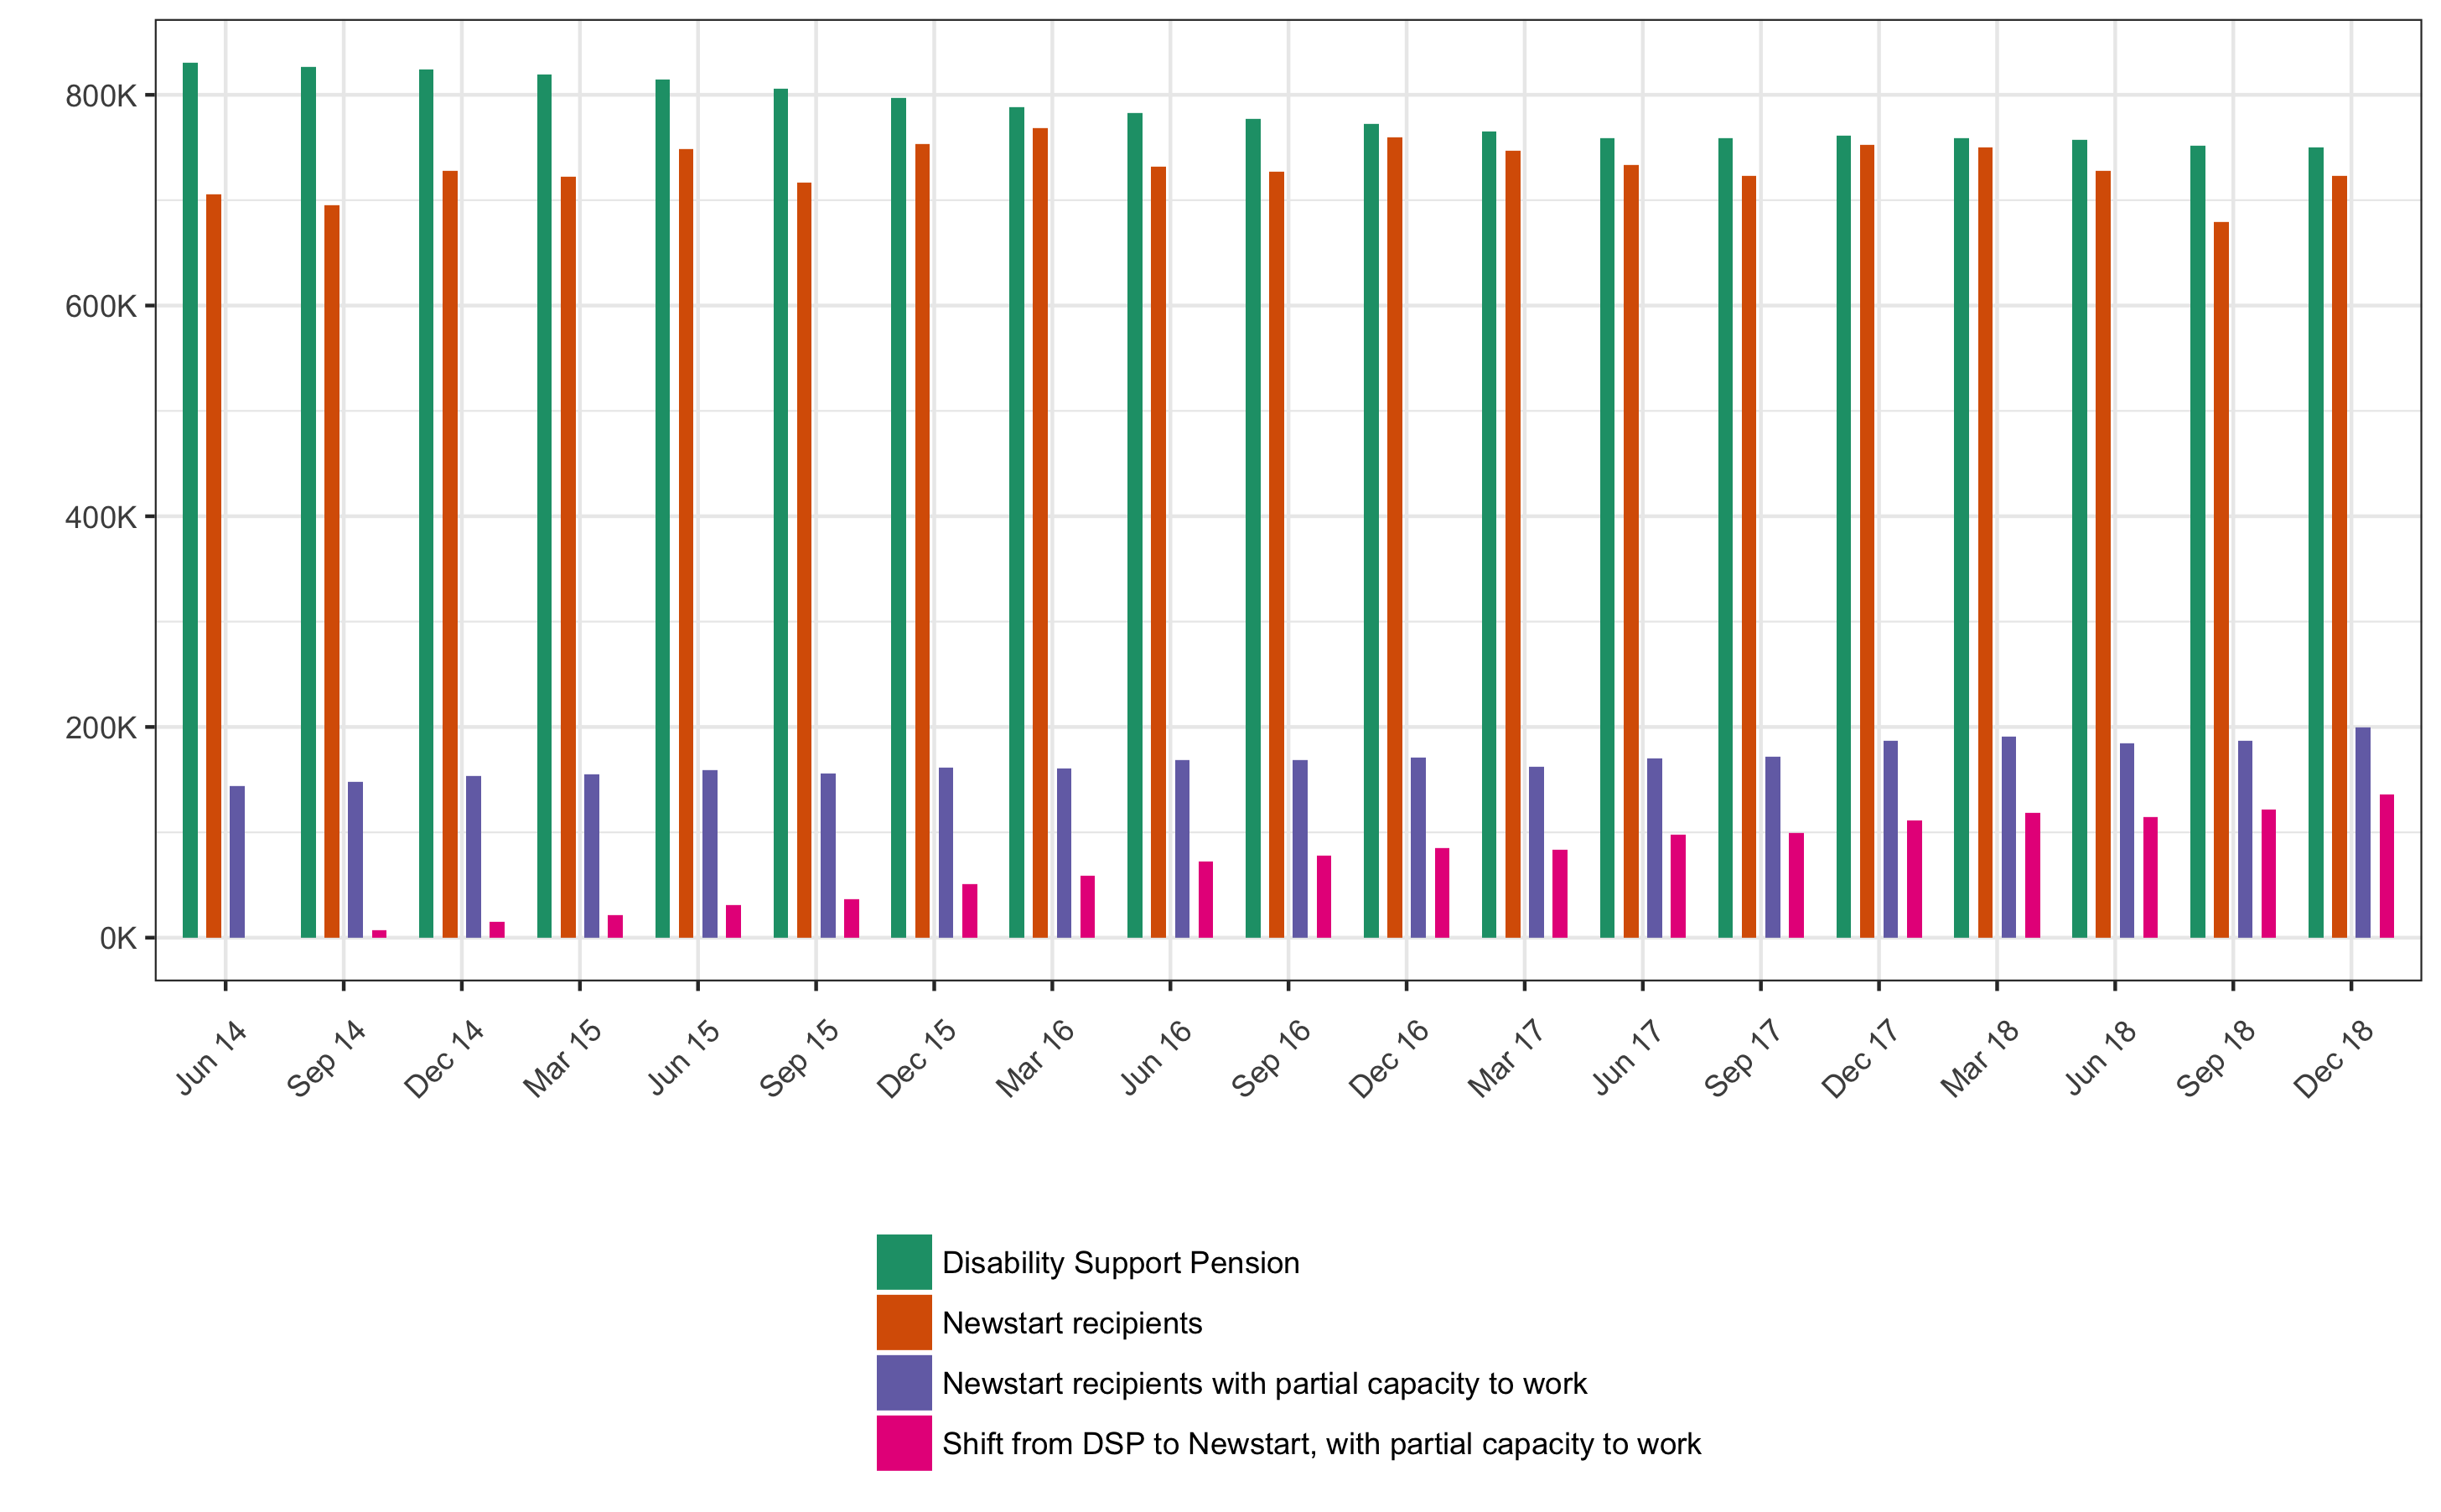 800K
600K
400K
200K
0K
Jun 14
Sep 14
Dec 14
Mar 15
Jun 15
Sep 15
Dec 15
Mar 16
Jun 16
Sep 16
Dec 16
Mar 17
Jun 17
Sep 17
Dec 17
Mar 18
Jun 18
Sep 18
Dec 18
Disability Support Pension
Newstart recipients
Newstart recipients with partial capacity to work
Shift from DSP to Newstart, with partial capacity to work